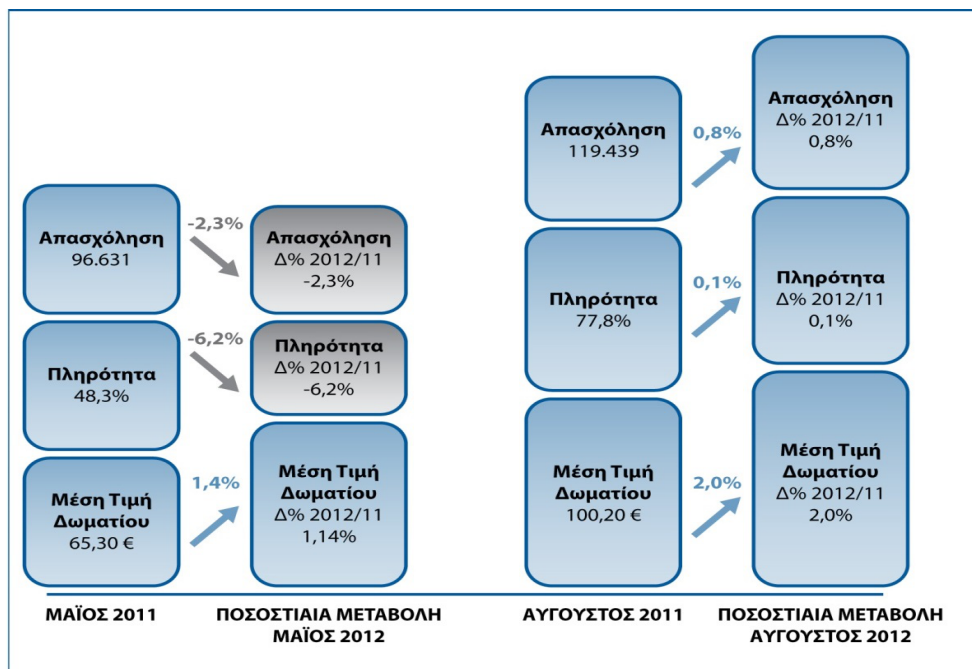 Απασχόληση
96.631
Πληρότητα
48,3%
Μέση Τιμή
Δωματίου
65,30 €
ΜΑΪΟΣ 2011
-2,3%
-6,2%
1,4%
Απασχόληση
Δ% 2012/11
-2,3%
Πληρότητα
Δ% 2012/11
-6,2%
Μέση Τιμή
Δωματίου
Δ% 2012/11
1,14%
ΠΟΣΟΣΤΙΑΙΑ ΜΕΤΑΒΟΛΗ
ΜΑΪΟΣ 2012
Απασχόληση
119.439
Πληρότητα
77,8%
Μέση Τιμή
Δωματίου
100,20 €
ΑΥΓΟΥΣΤΟΣ 2011
0,8%
0,1%
2,0%
Απασχόληση
Δ% 2012/11
0,8%
Πληρότητα
Δ% 2012/11
0,1%
Μέση Τιμή
Δωματίου
Δ% 2012/11
2,0%
ΠΟΣΟΣΤΙΑΙΑ ΜΕΤΑΒΟΛΗ
ΑΥΓΟΥΣΤΟΣ 2012